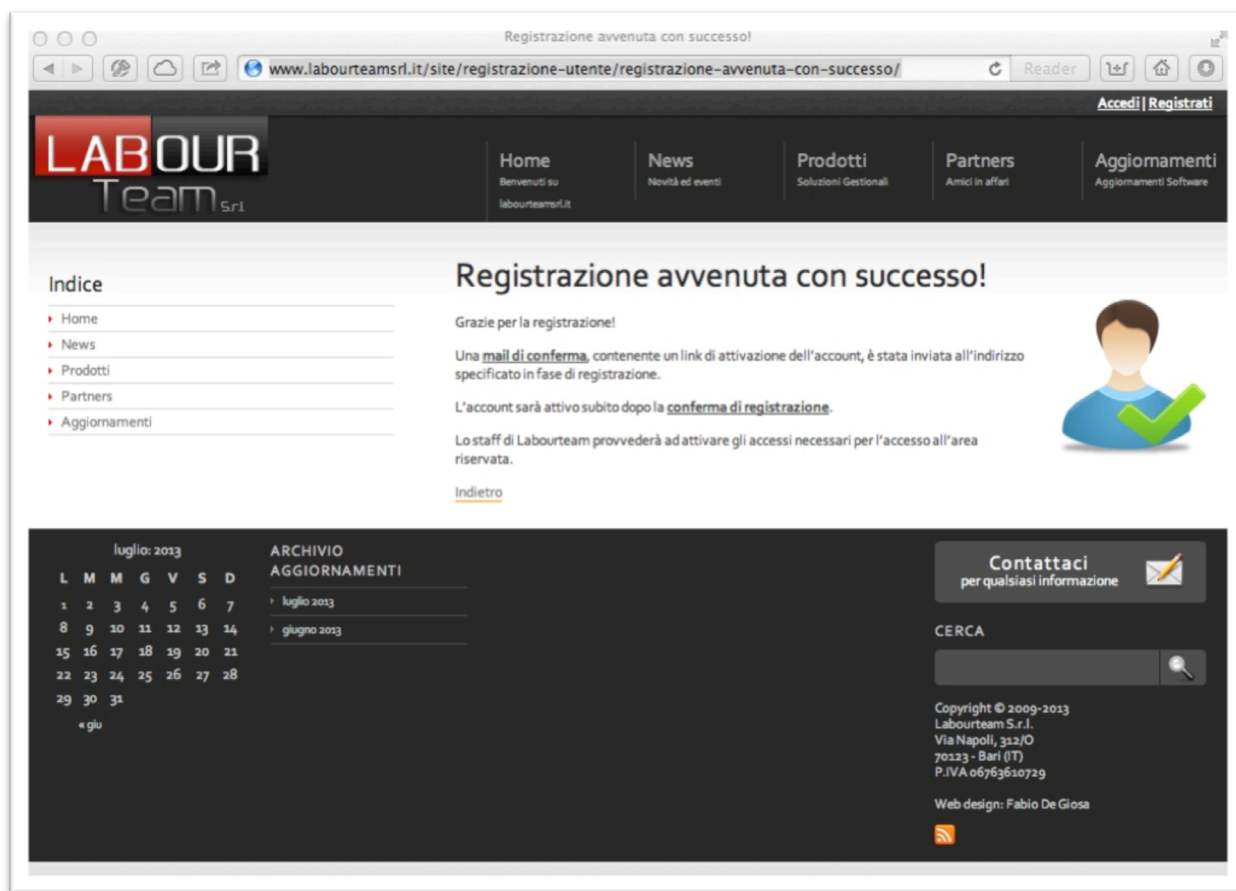 Registrazione avvenuta con successo!
www.labourteamsrl.it/site/registrazione-utente/registrazione-avvenuta-con-successo/
Reader
Accedi | Registrati
LABOUR
Team S.r.l.
Home
Benvenuti su
labourteamsrl.it
News
Novità ed eventi
Prodotti
Soluzioni Gestionali
Partners
Amici in affari
Aggiornamenti
Aggiornamenti Software
Indice
Home
News
Prodotti
Partners
Aggiornamenti
Registrazione avvenuta con successo!
Grazie per la registrazione!
Una mail di conferma, contenente un link di attivazione dell'account, è stata inviata all'indirizzo
specificato in fase di registrazione.
L'account sarà attivo subito dopo la conferma di registrazione.
Lo staff di Labourteam provvederà ad attivare gli accessi necessari per l'accesso all'area
riservata.
Indietro
luglio: 2013
L M M G V S D
1 2 3 4 5 6 7
8 9 10 11 12 13 14
15 16 17 18 19 20 21
22 23 24 25 26 27 28
29 30 31
« giu
ARCHIVIO
AGGIORNAMENTI
luglio 2013
giugno 2013
Contattaci
per qualsiasi informazione
CERCA
Copyright © 2009-2013
Labourteam S.r.l.
Via Napoli, 312/O
70123 - Bari (IT)
P.IVA 06763610729
Web design: Fabio De Giosa